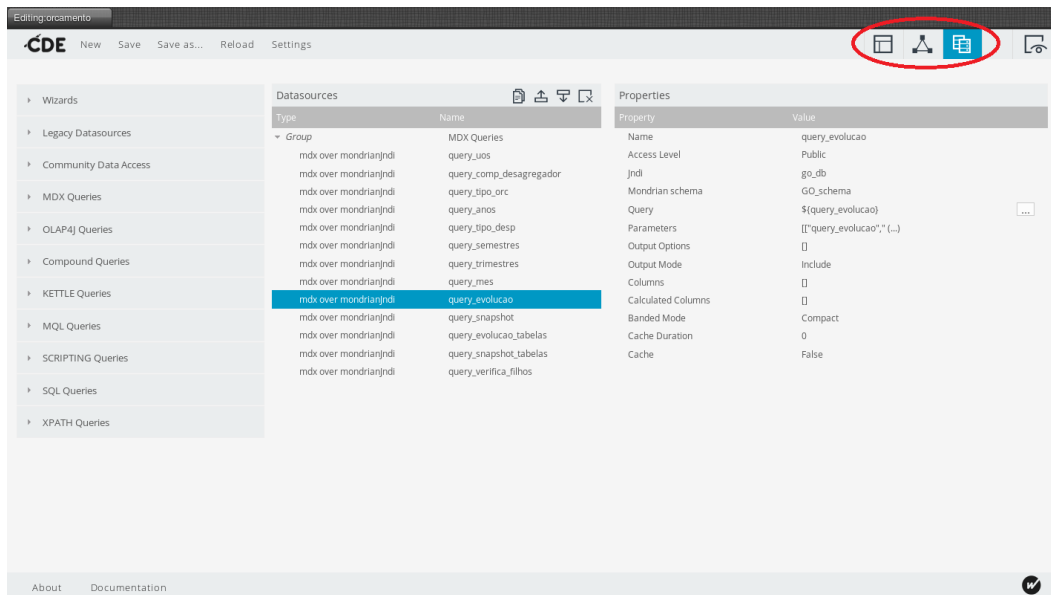 Editing:orcamento
CDE New Save Save as... Reload Settings
Wizards
Legacy Datasources
Community Data Access
MDX Queries
OLAP4J Queries
Compound Queries
KETTLE Queries
MQL Queries
SCRIPTING Queries
SQL Queries
XPATH Queries
Datasources
Type Name
Group MDX Queries
mdx over mondrianJndi query_uos
mdx over mondrianJndi query_comp_desagregador
mdx over mondrianJndi query_tipo_orc
mdx over mondrianJndi query_anos
mdx over mondrianJndi query_tipo_desp
mdx over mondrianJndi query_semestres
mdx over mondrianJndi query_trimestres
mdx over mondrianJndi query_mes
mdx over mondrianJndi query_evolucao
mdx over mondrianJndi query_snapshot
mdx over mondrianJndi query_evolucao_tabelas
mdx over mondrianJndi query_snapshot_tabelas
mdx over mondrianJndi query_verifica_filhos
Properties
Property Value
Name query_evolucao
Access Level Public
Jndi go_db
Mondrian schema GO_schema
Query ${query_evolucao} ...
Parameters [["query_evolucao"," (...)
Output Options []
Output Mode Include
Columns []
Calculated Columns []
Banded Mode Compact
Cache Duration 0
Cache False
About Documentation